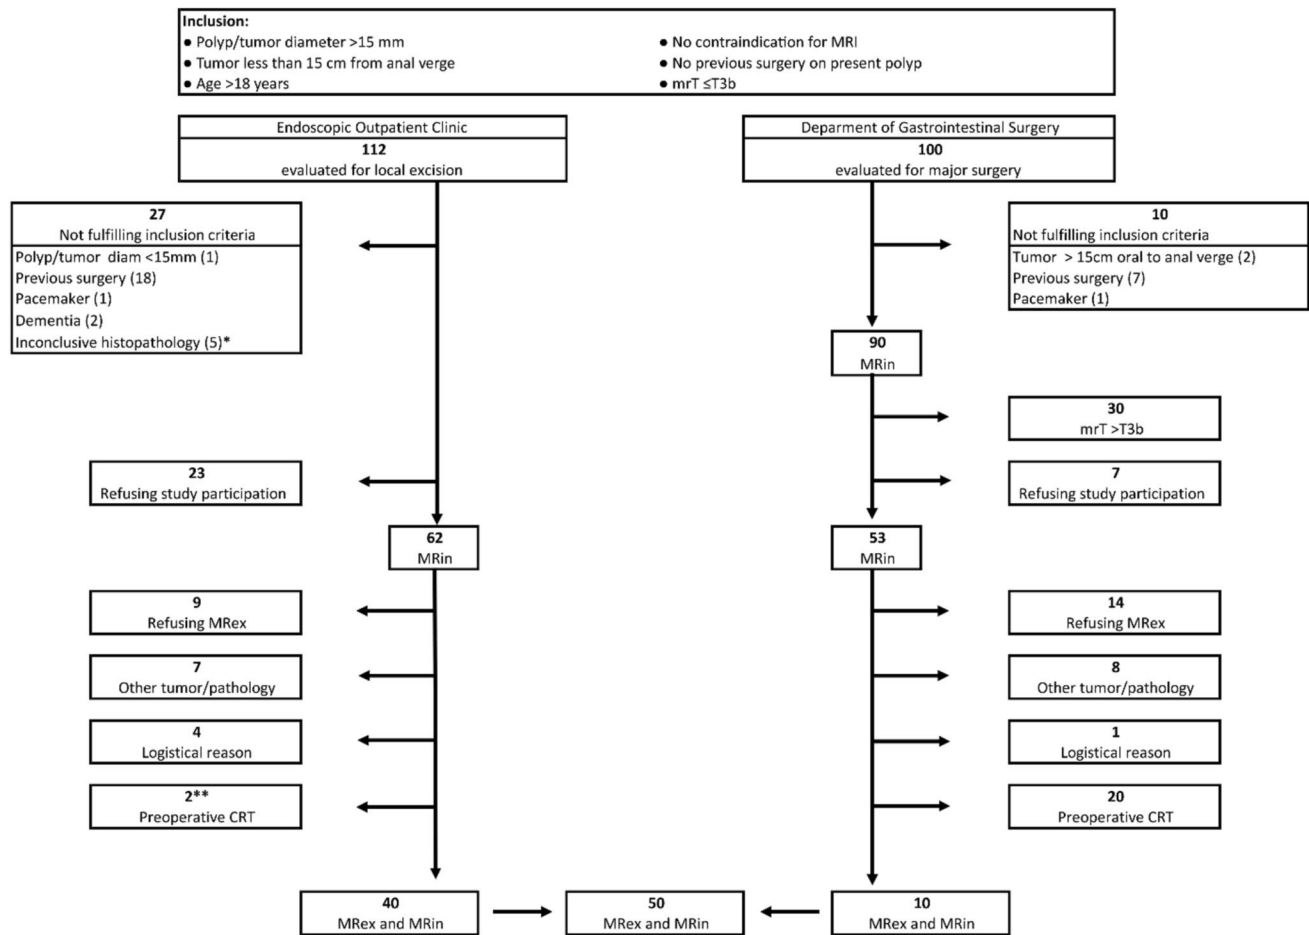 Inclusion:
● Polyp/tumor diameter >15 mm
● Tumor less than 15 cm from anal verge
● Age >18 years
● No contraindication for MRI
● No previous surgery on present polyp
● mrT ≤T3b
Endoscopic Outpatient Clinic
112
evaluated for local excision
Deparment of Gastrointestinal Surgery
100
evaluated for major surgery
27
Not fulfilling inclusion criteria
Polyp/tumor diam <15mm (1)
Previous surgery (18)
Pacemaker (1)
Dementia (2)
Inconclusive histopathology (5)*
10
Not fulfilling inclusion criteria
Tumor > 15cm oral to anal verge (2)
Previous surgery (7)
Pacemaker (1)
90
MRin
30
mrT >T3b
23
Refusing study participation
7
Refusing study participation
62
MRin
53
MRin
9
Refusing MRex
14
Refusing MRex
7
Other tumor/pathology
8
Other tumor/pathology
4
Logistical reason
1
Logistical reason
2**
Preoperative CRT
20
Preoperative CRT
40
MRex and MRin
50
MRex and MRin
10
MRex and MRin